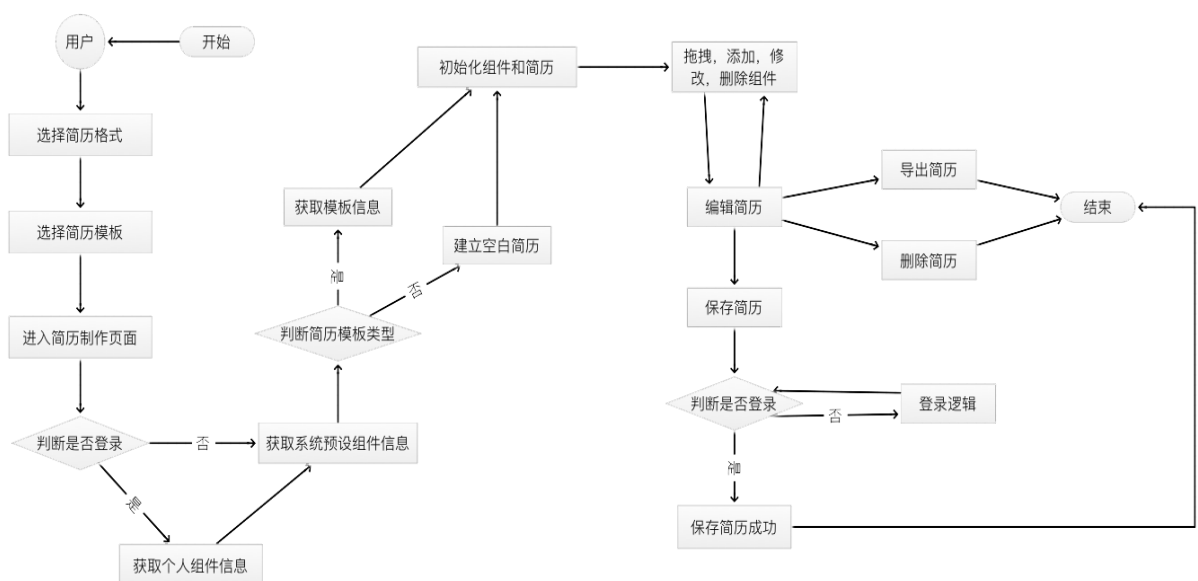 开始
用户
选择简历格式
选择简历模板
进入简历制作页面
判断是否登录
否
是
获取个人组件信息
获取系统预设组件信息
判断简历模板类型
是
否
获取模板信息
建立空白简历
初始化组件和简历
拖拽，添加，修
改，删除组件
编辑简历
导出简历
删除简历
结束
保存简历
判断是否登录
否
登录逻辑
是
保存简历成功